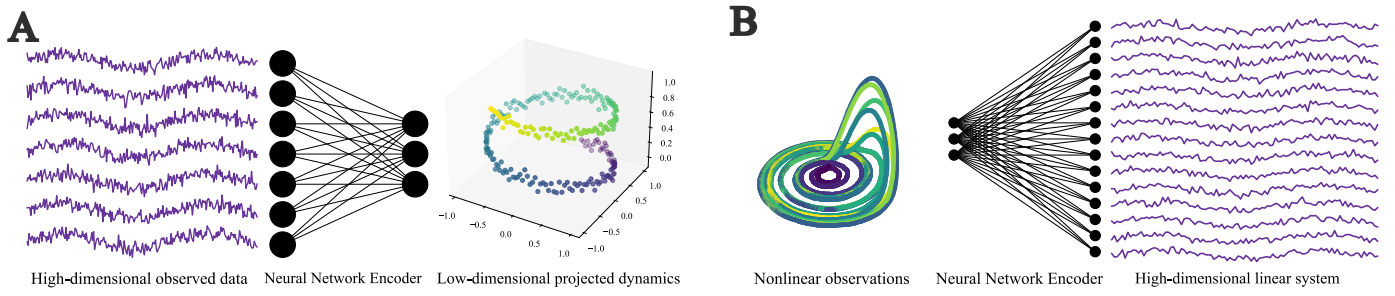 A
B
1.0
0.8
0.6
0.4
0.2
0.0
−1.0
−0.5
0.0
0.5
1.0
−1.0
−0.5
0.0
0.5
1.0
High-dimensional observed data
Neural Network Encoder
Low-dimensional projected dynamics
Nonlinear observations
Neural Network Encoder
High-dimensional linear system